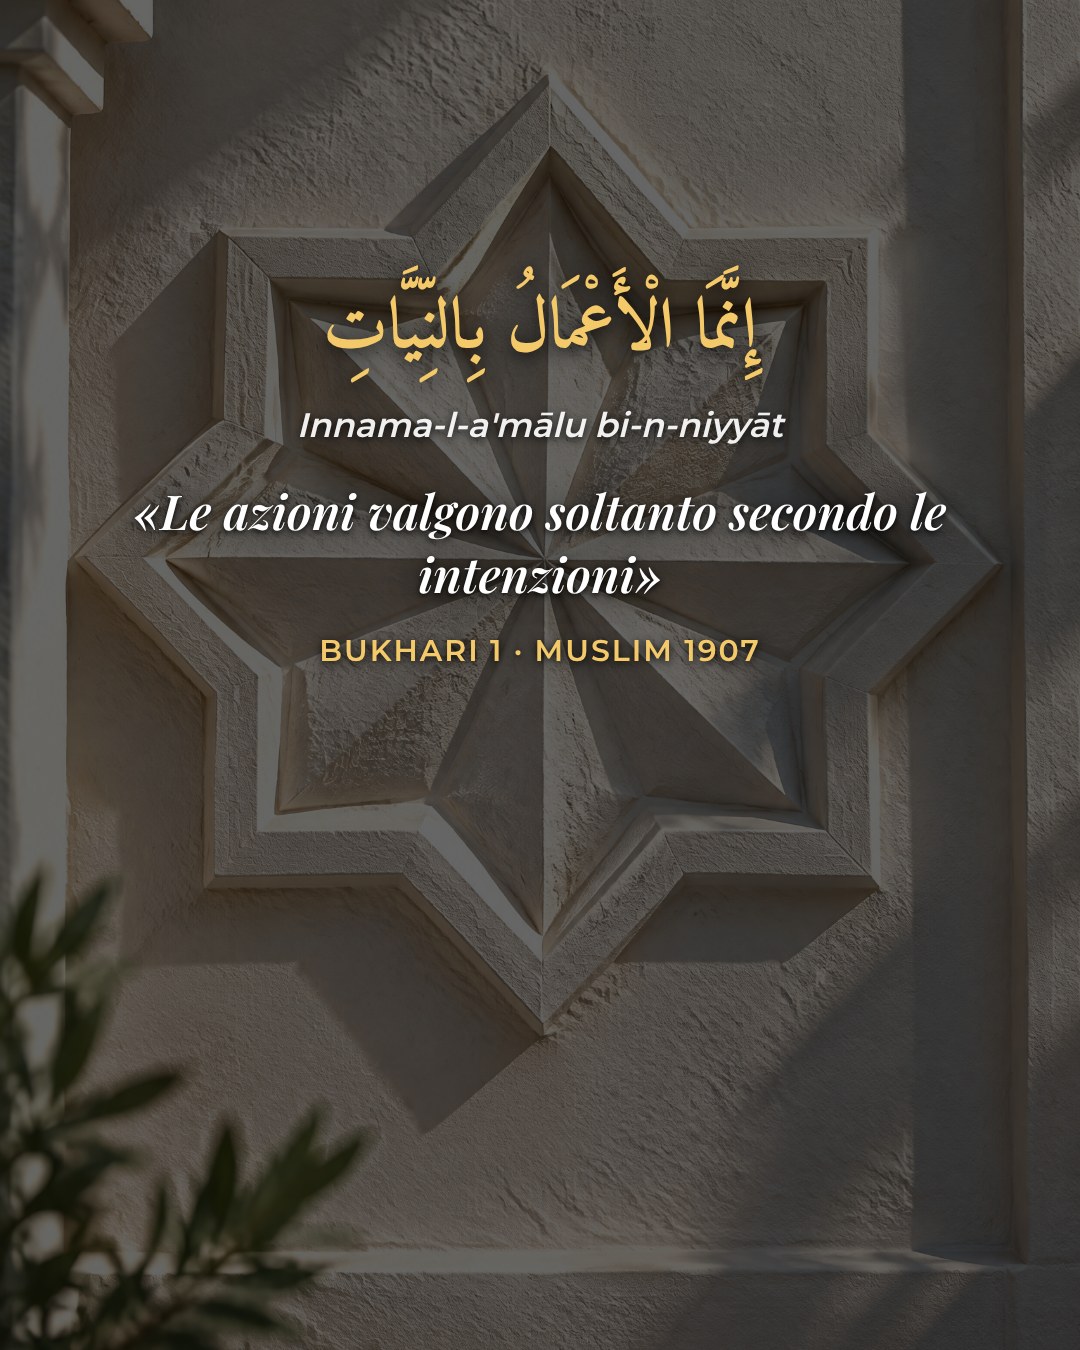 إِنَّمَا الْأَعْمَالُ بِالنِّيَّاتِ
Innama-l-a'mālu bi-n-niyyāt
«Le azioni valgono soltanto secondo le
intenzioni»
BUKHARI 1 · MUSLIM 1907